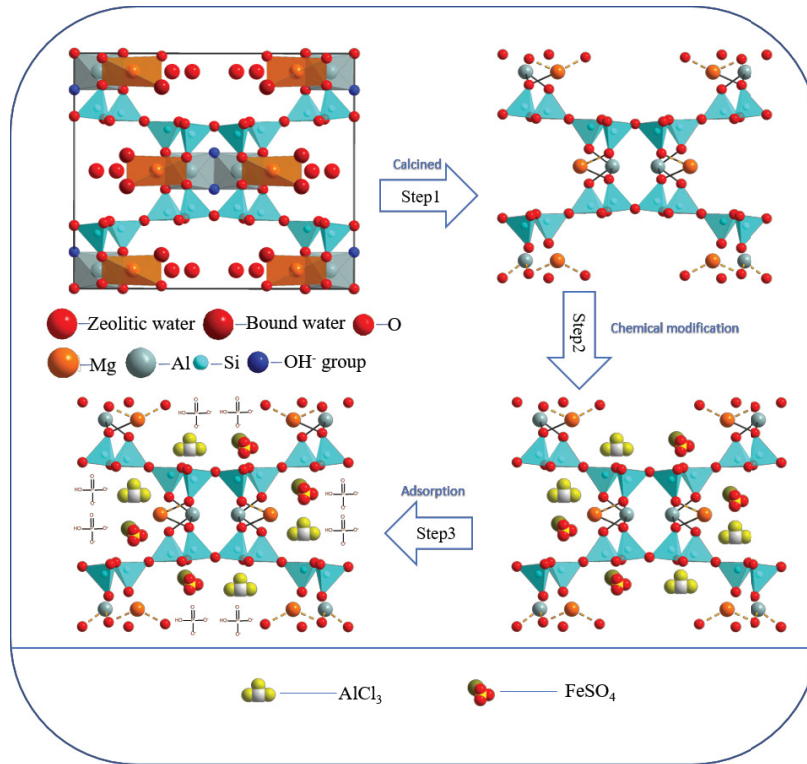 Calcined
Step1
Zeolitic water
Bound water
O
Mg
Al
Si
OH⁻ group
Step2
Chemical modification
Adsorption
Step3
AlCl₃
FeSO₄